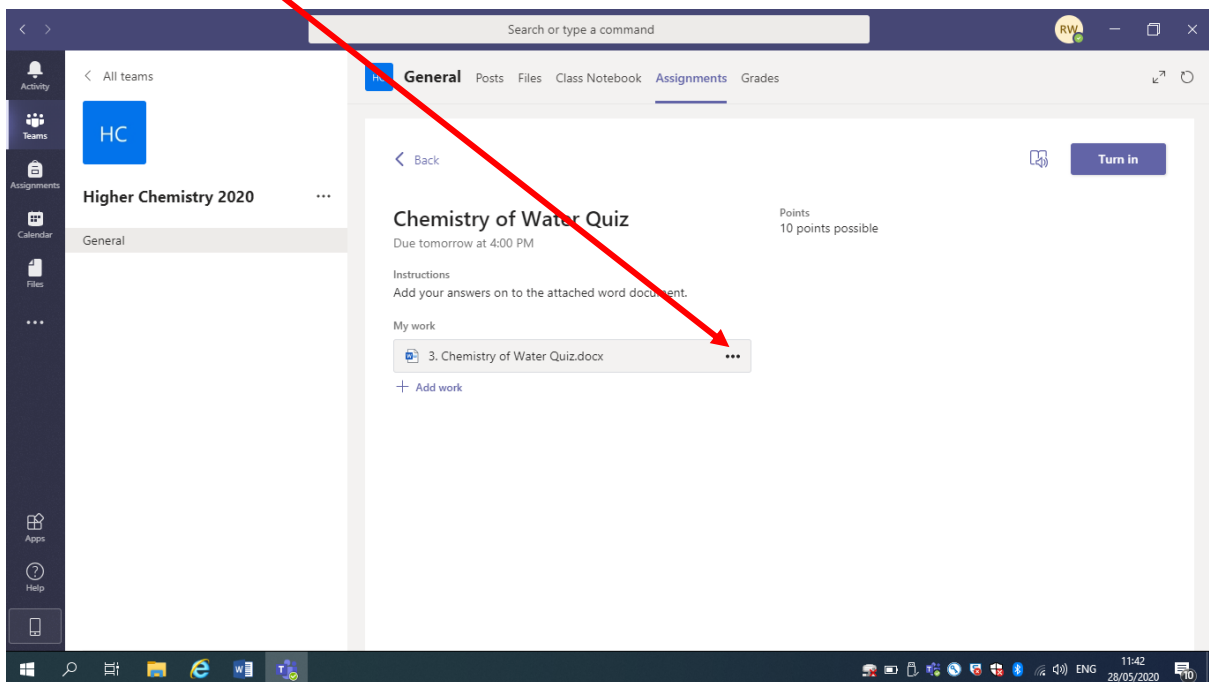 Search or type a command
RW
Activity
Teams
Assignments
Calendar
Files
Apps
Help
All teams
HC
Higher Chemistry 2020
General
HC General Posts Files Class Notebook Assignments Grades
Back
Turn in
Chemistry of Water Quiz
Due tomorrow at 4:00 PM
Points
10 points possible
Instructions
Add your answers on to the attached word document.
My work
3. Chemistry of Water Quiz.docx
+ Add work
ENG
11:42
28/05/2020
10